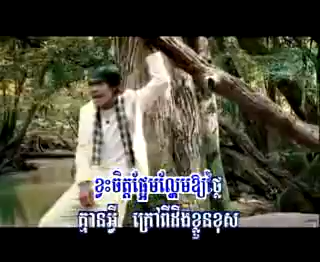 ខ្វះចិត្តផ្អែមល្ហែមឱ្យថ្លៃ
គ្មានអ្វី ក្រៅពីដឹងខ្លួនខុស